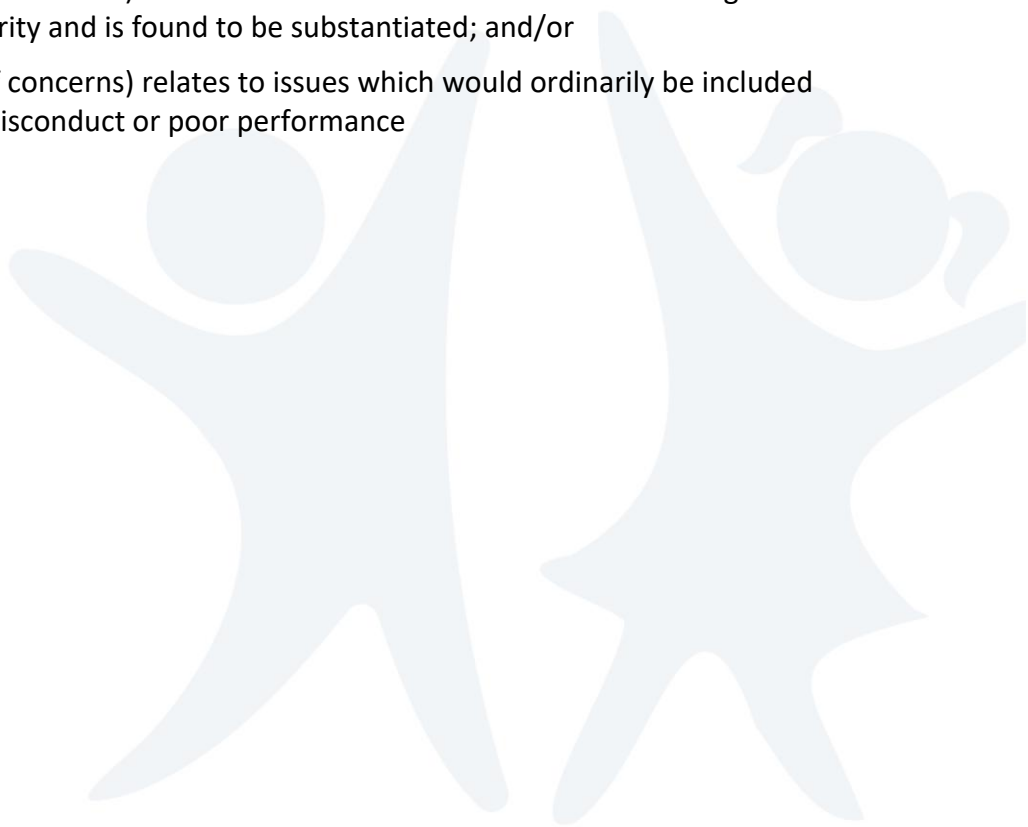 rity and is found to be substantiated; and/or
concerns) relates to issues which would ordinarily be included
isconduct or poor performance